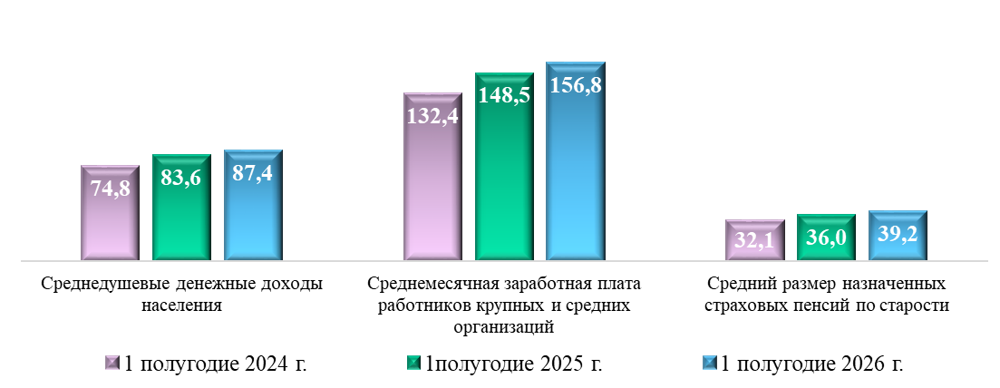 74,8
83,6
87,4
132,4
148,5
156,8
32,1
36,0
39,2
Среднедушевые денежные доходы
населения
Среднемесячная заработная плата
работников крупных и средних
организаций
Средний размер назначенных
страховых пенсий по старости
1 полугодие 2024 г.
1полугодие 2025 г.
1 полугодие 2026 г.